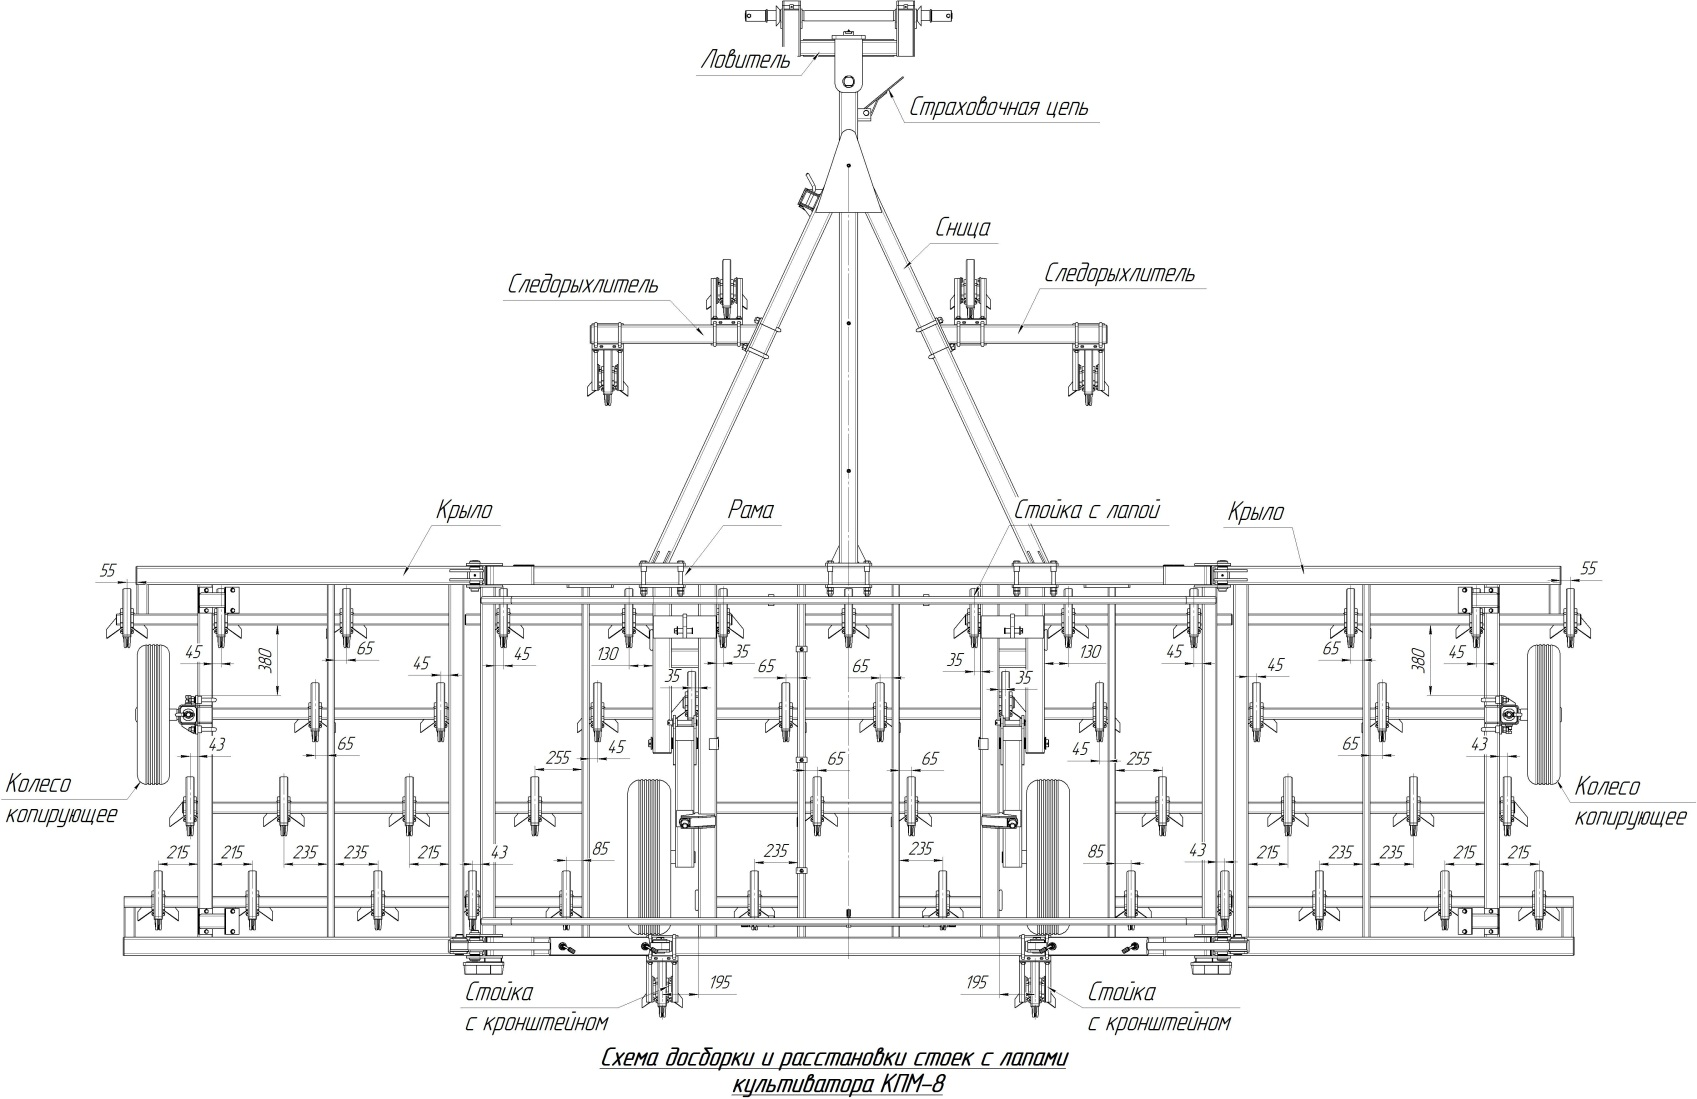 Ловитель
Страховочная цепь
Сница
Следорыхлитель
Следорыхлитель
Крыло
Рама
Стойка с лапой
Крыло
55
55
45
380
65
45
45
130
35
35
65
65
35
35
130
45
45
65
380
45
43
65
255
45
65
65
45
255
65
43
Колесо
копирующее
Колесо
копирующее
215
215
235
235
215
43
85
235
235
85
43
215
235
235
215
215
195
195
Стойка
с кронштейном
Стойка
с кронштейном
Схема досборки и расстановки стоек с лапами
культиватора КПМ-8